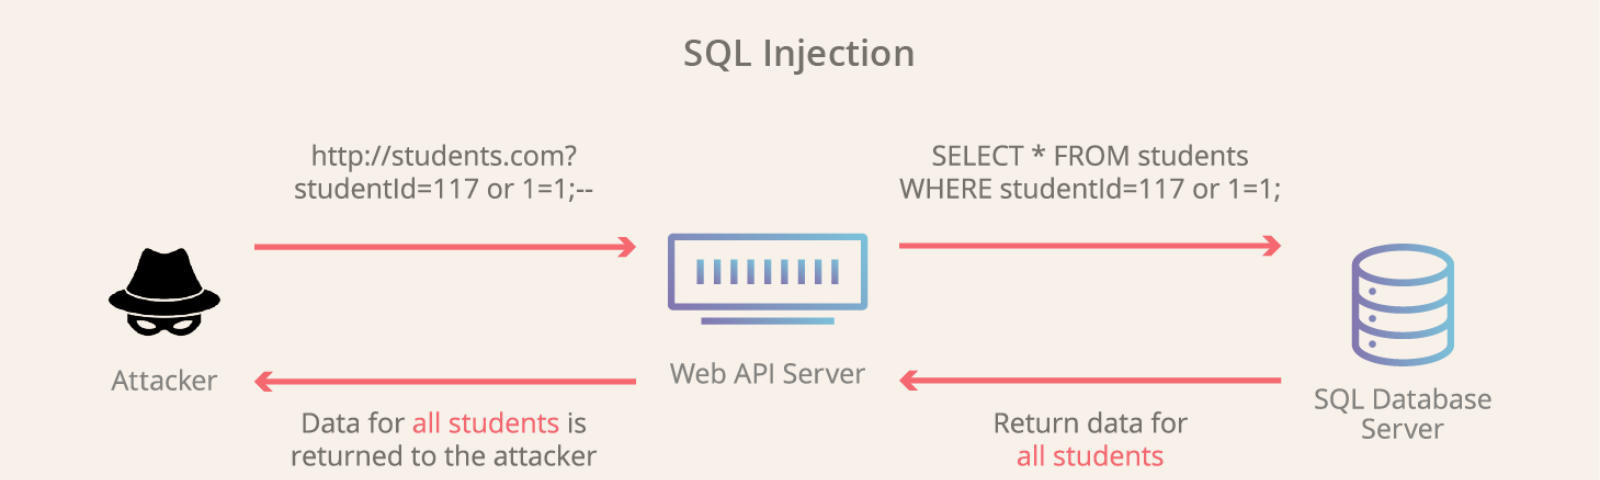 SQL Injection
http://students.com?
studentId=117 or 1=1;--
SELECT * FROM students
WHERE studentId=117 or 1=1;
Attacker
Web API Server
SQL Database
Server
Data for all students is
returned to the attacker
Return data for
all students